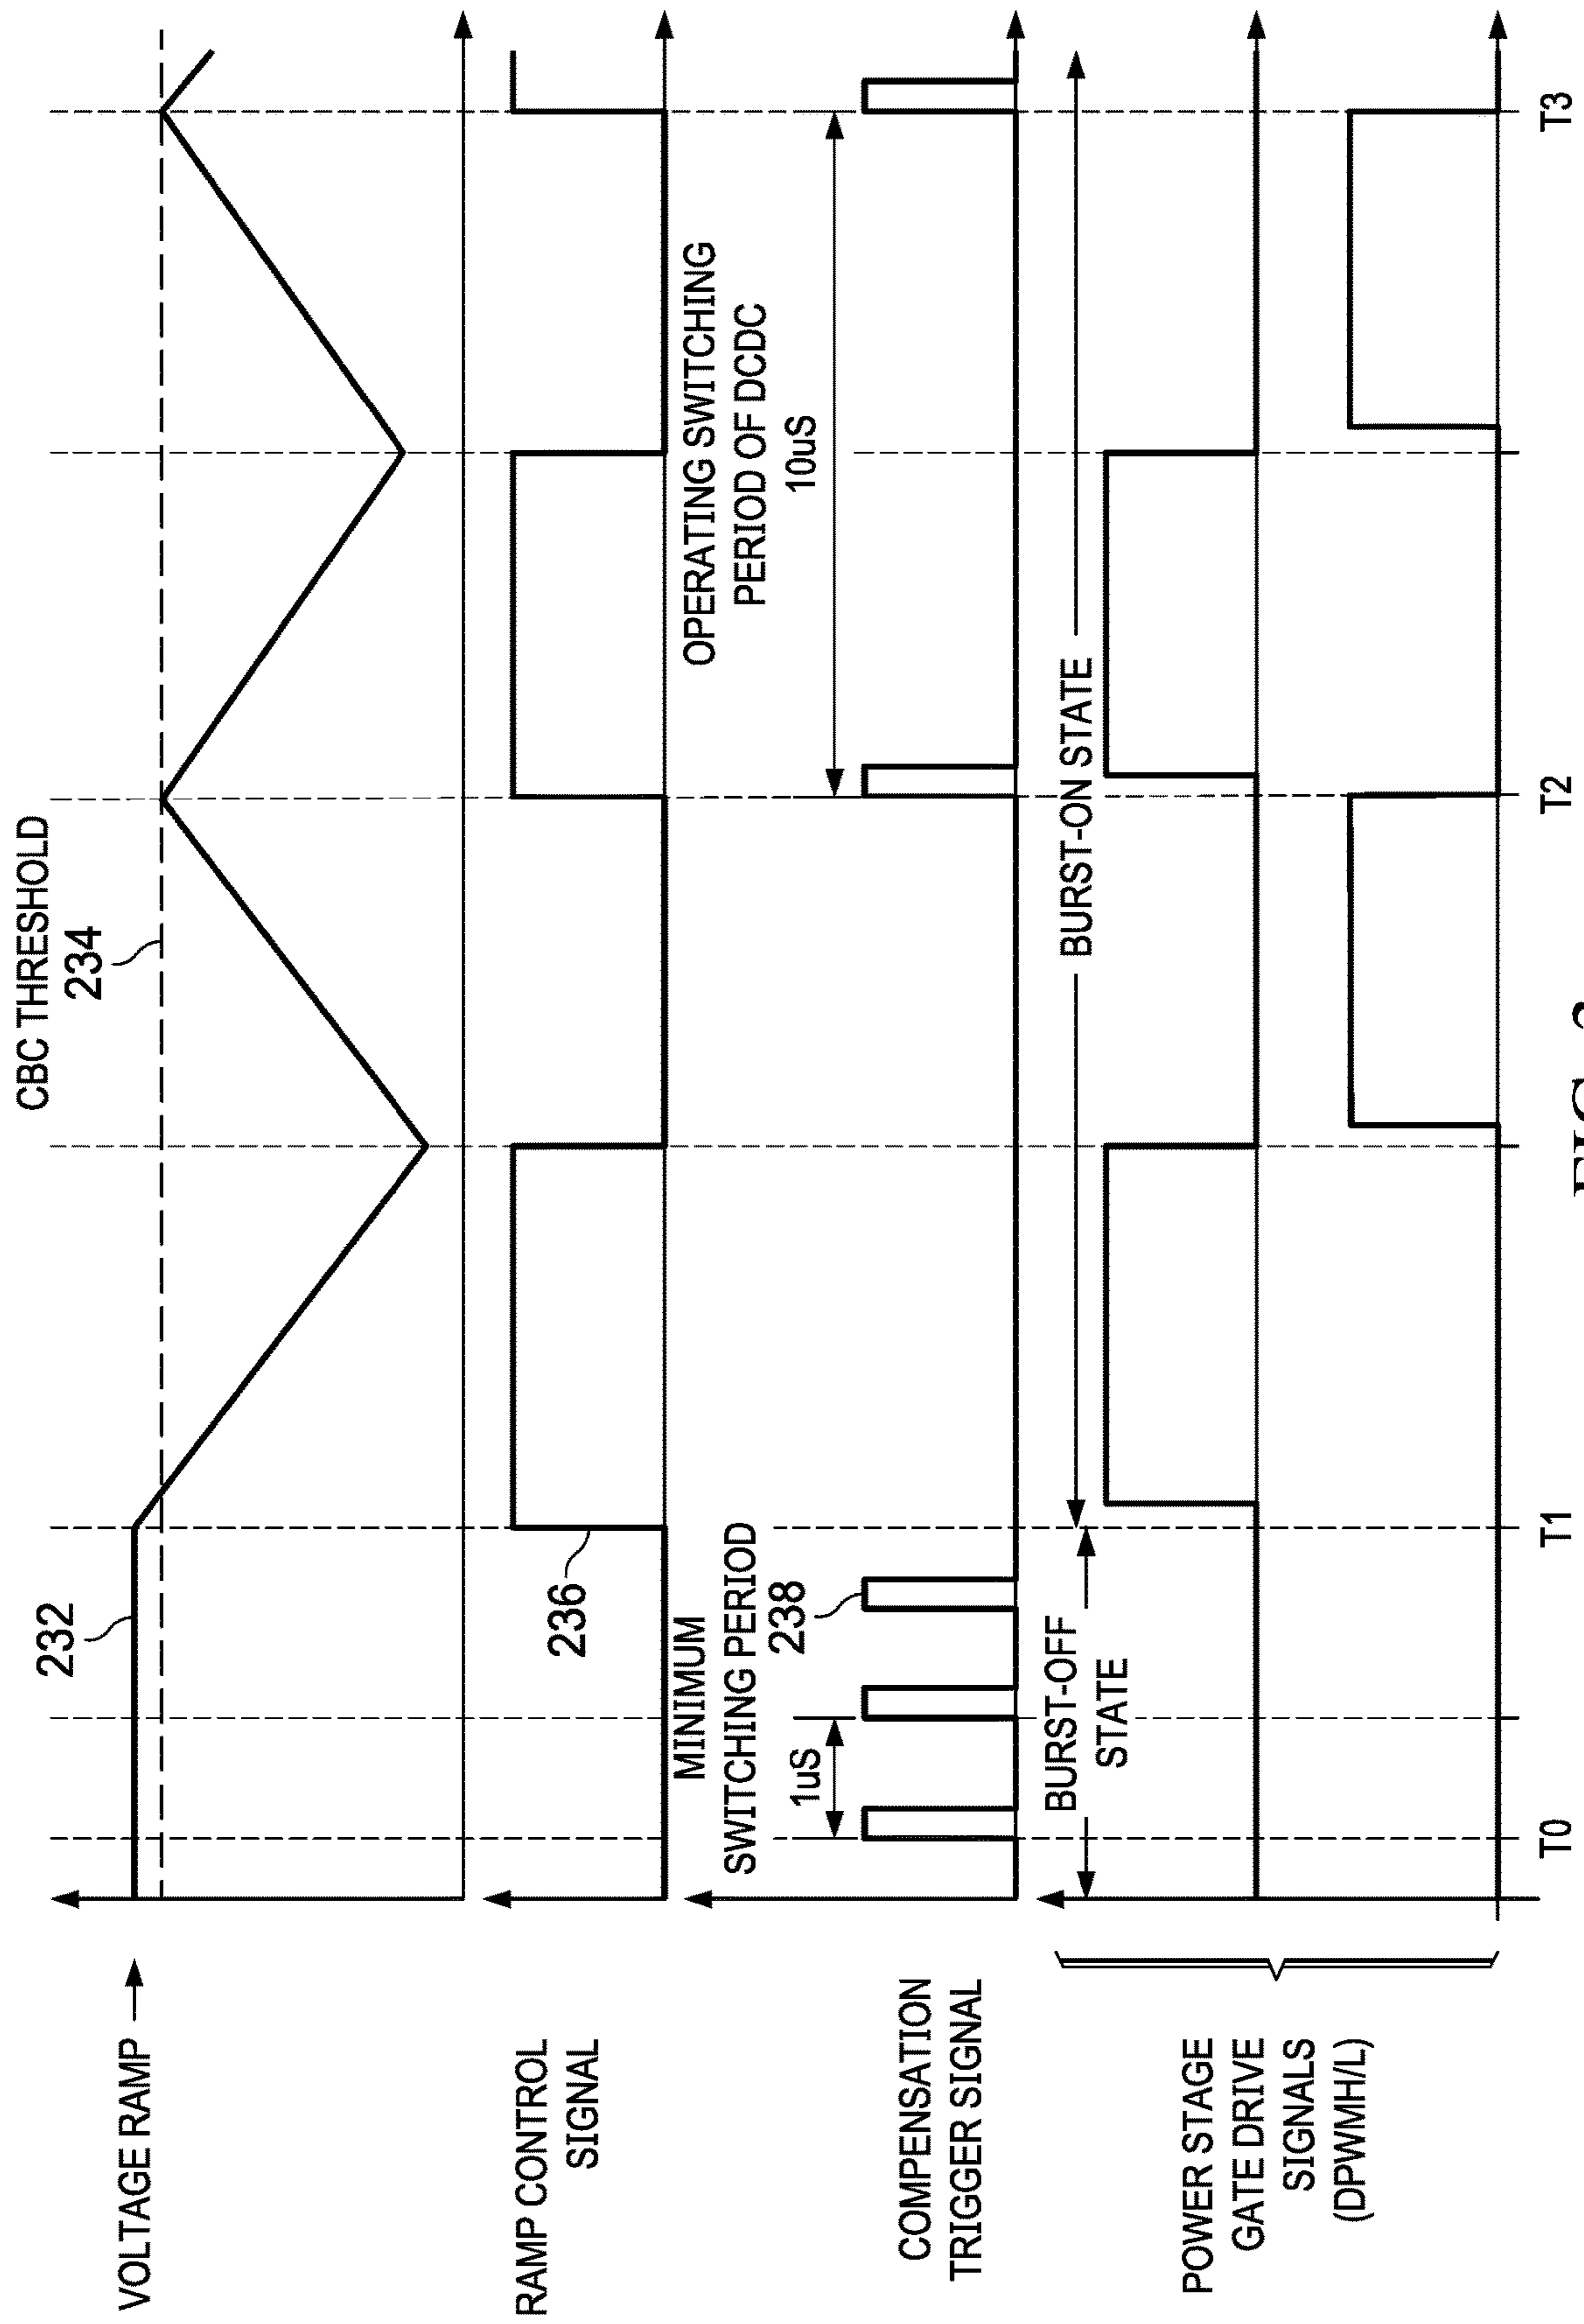 CBC THRESHOLD
234
232
VOLTAGE RAMP
RAMP CONTROL
SIGNAL
236
MINIMUM
SWITCHING PERIOD
1uS
238
OPERATING SWITCHING
PERIOD OF DCDC
10uS
COMPENSATION
TRIGGER SIGNAL
BURST-OFF
STATE
BURST-ON STATE
POWER STAGE
GATE DRIVE
SIGNALS
(DPWMH/L)
T0
T1
T2
T3
FIG.